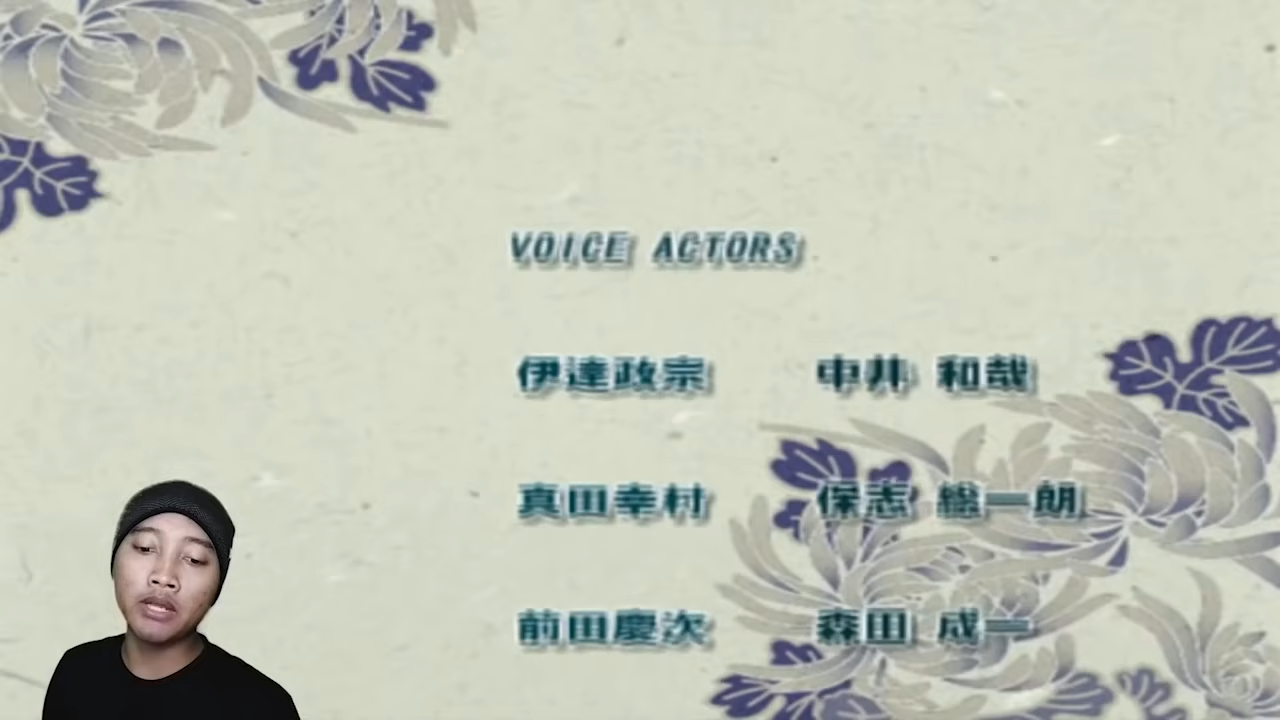 VOICE ACTORS
伊達政宗 中井 和哉
真田幸村 保志 総一朗
前田慶次 森田 成一